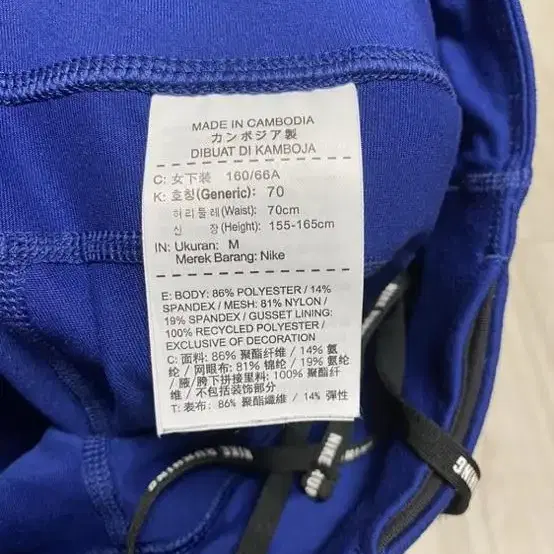 MADE IN CAMBODIA
カンボジア製
DIBUAT DI KAMBOJA
C: 女下装 160/66A
K: 호칭(Generic): 70
허리둘레(Waist): 70cm
신 장(Height): 155-165cm
IN: Ukuran: M
Merek Barang: Nike
E: BODY: 86% POLYESTER / 14%
SPANDEX / MESH: 81% NYLON /
19% SPANDEX / GUSSET LINING:
100% RECYCLED POLYESTER /
EXCLUSIVE OF DECORATION
C: 面料: 86% 聚酯纤维 / 14% 氨
纶 / 网眼布: 81% 锦纶 / 19% 氨纶
/ 腋/胯下拼接里料: 100% 聚酯纤
维 / 不包括装饰部分
T: 表布: 86% 聚酯纖維 / 14% 彈性
NIKE